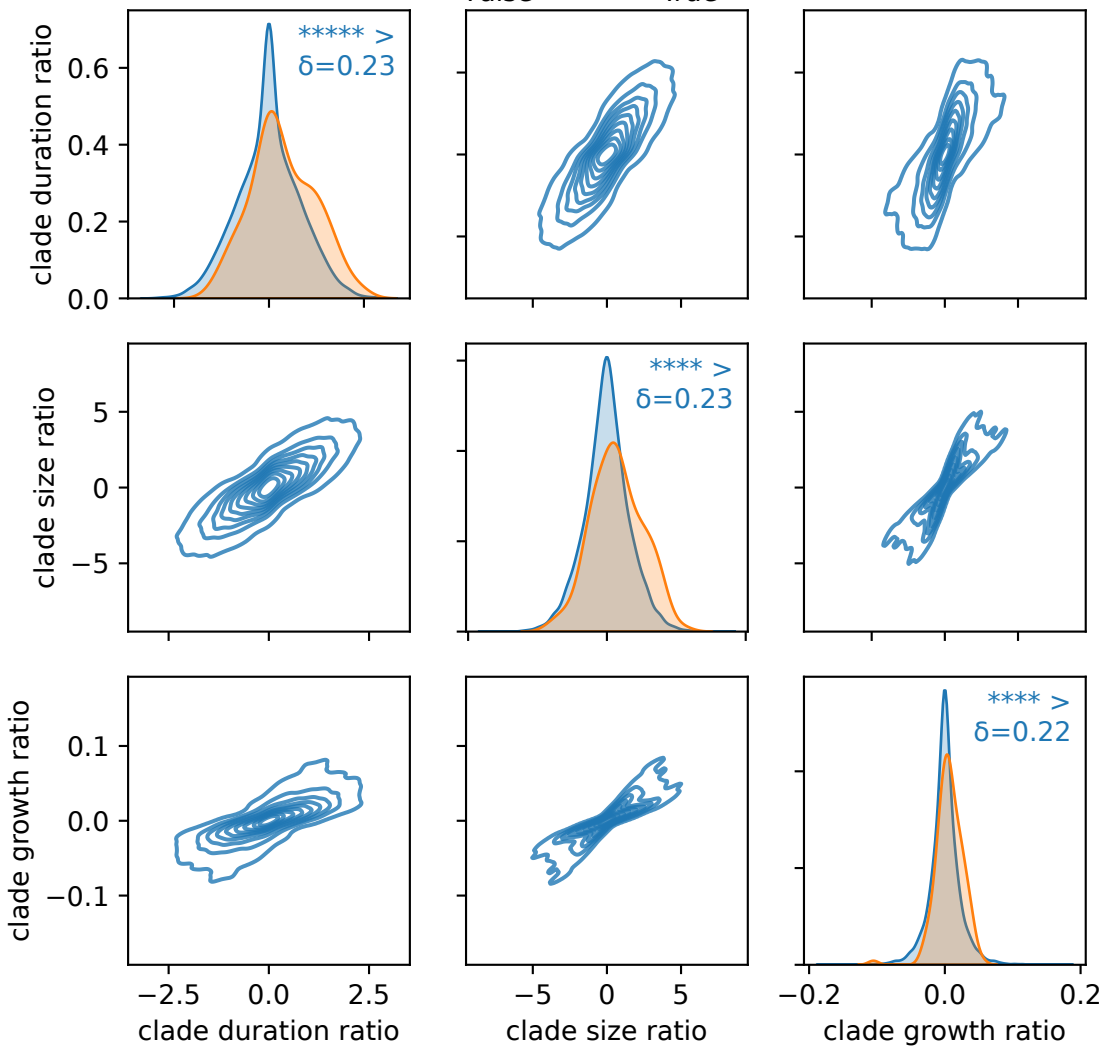 clade duration ratio
0.6
0.4
0.2
0.0
***** >
δ=0.23
clade size ratio
5
0
−5
**** >
δ=0.23
clade growth ratio
0.1
0.0
−0.1
**** >
δ=0.22
−2.5 0.0 2.5
−5 0 5
−0.2 0.0 0.2
clade duration ratio
clade size ratio
clade growth ratio